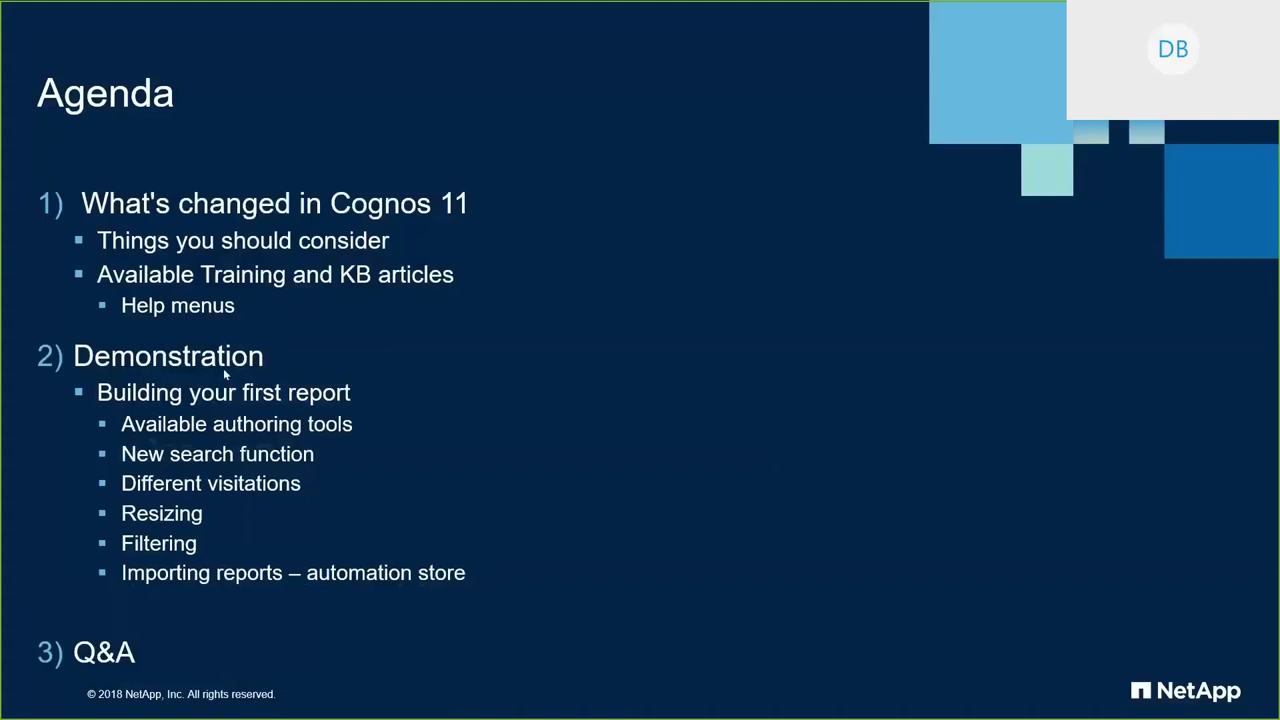 DB
Agenda
1) What's changed in Cognos 11
Things you should consider
Available Training and KB articles
Help menus
2) Demonstration
Building your first report
Available authoring tools
New search function
Different visitations
Resizing
Filtering
Importing reports – automation store
3) Q&A
© 2018 NetApp, Inc. All rights reserved.
NetApp